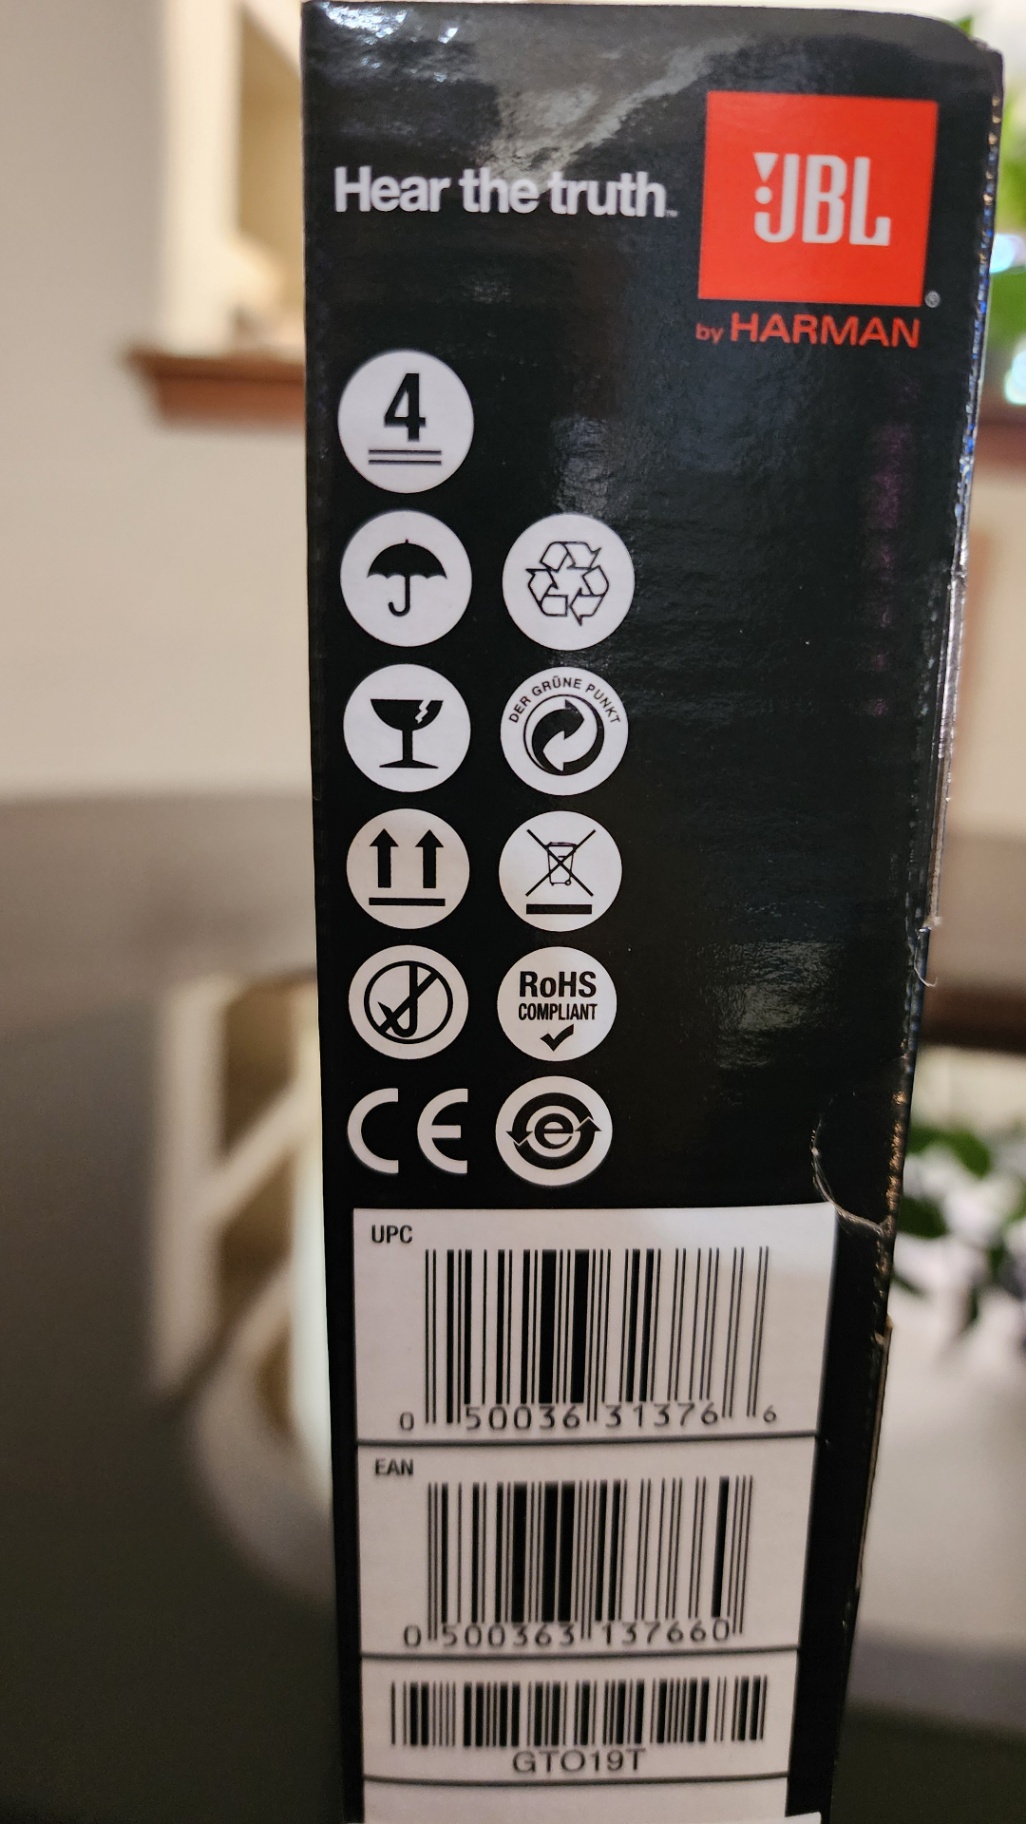 Hear the truth™
JBL®
by HARMAN
4
DER GRÜNE PUNKT
RoHS
COMPLIANT
CE
e
UPC
0 50036 31376 6
EAN
0 500363 137660
GTO19T